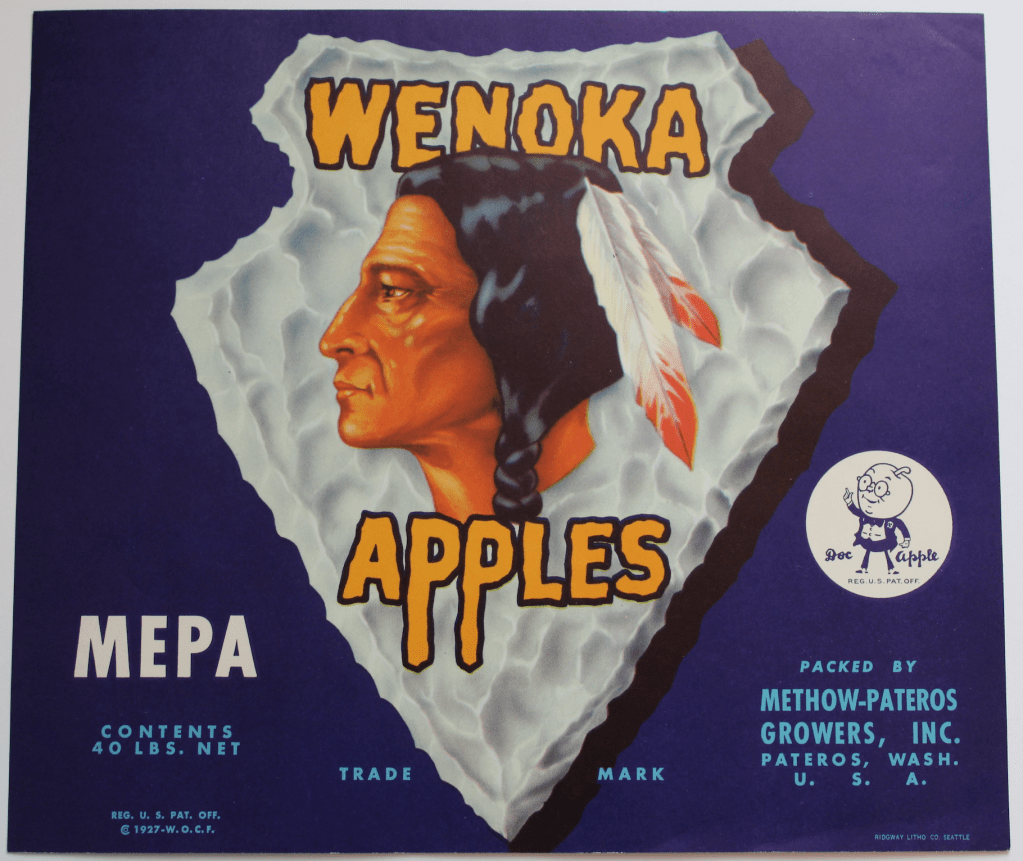 WENOKA
APPLES
Doc Apple
REG. U. S. PAT. OFF.
MEPA
CONTENTS
40 LBS. NET
REG. U. S. PAT. OFF.
© 1927-W.O.C.F.
TRADE MARK
PACKED BY
METHOW-PATEROS
GROWERS, INC.
PATEROS, WASH.
U. S. A.
RIDGWAY LITHO CO. SEATTLE